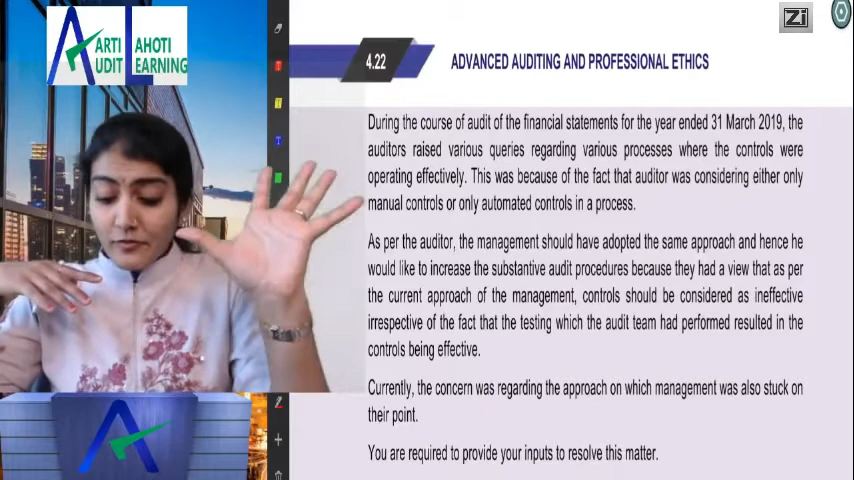 ARTI AHOTI
UDIT EARNING
Zi
4.22
ADVANCED AUDITING AND PROFESSIONAL ETHICS
During the course of audit of the financial statements for the year ended 31 March 2019, the
auditors raised various queries regarding various processes where the controls were
operating effectively. This was because of the fact that auditor was considering either only
manual controls or only automated controls in a process.
As per the auditor, the management should have adopted the same approach and hence he
would like to increase the substantive audit procedures because they had a view that as per
the current approach of the management, controls should be considered as ineffective
irrespective of the fact that the testing which the audit team had performed resulted in the
controls being effective.
Currently, the concern was regarding the approach on which management was also stuck on
their point.
You are required to provide your inputs to resolve this matter.